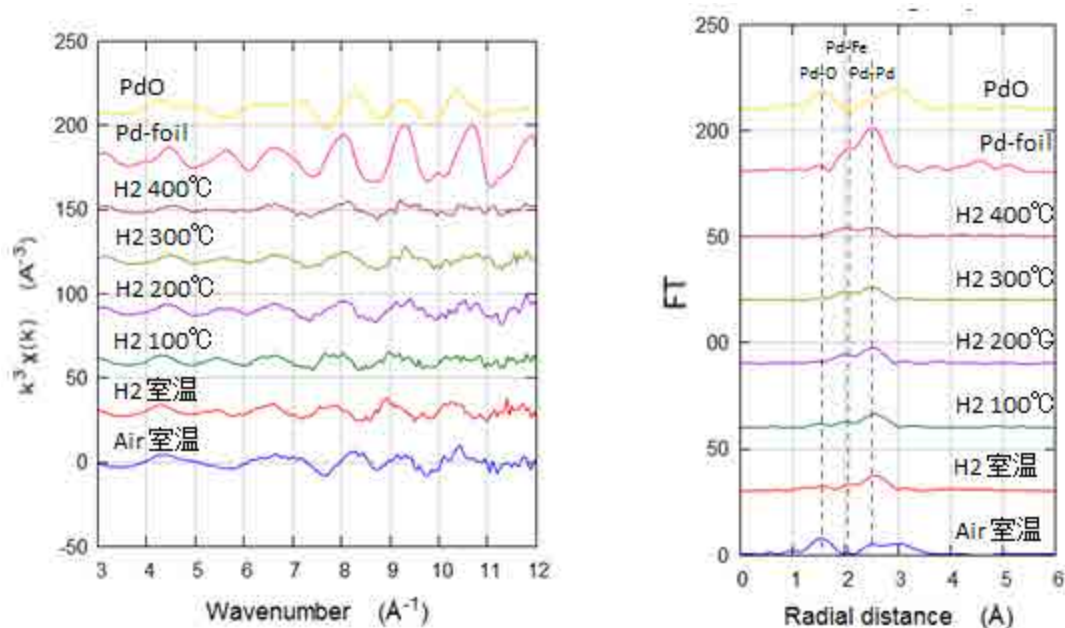 250
PdO
200
Pd-foil
H2 400℃
150
H2 300℃
100
H2 200℃
H2 100℃
50
H2 室温
Air 室温
0
-50
3 4 5 6 7 8 9 10 11 12
k³ χ(k) (A⁻³)
Wavenumber (Å⁻¹)
250
Pd-Fe
Pd-O Pd-Pd
PdO
200
Pd-foil
H2 400℃
50
H2 300℃
00
H2 200℃
H2 100℃
50
H2 室温
Air 室温
0
0 1 2 3 4 5 6
FT
Radial distance (Å)